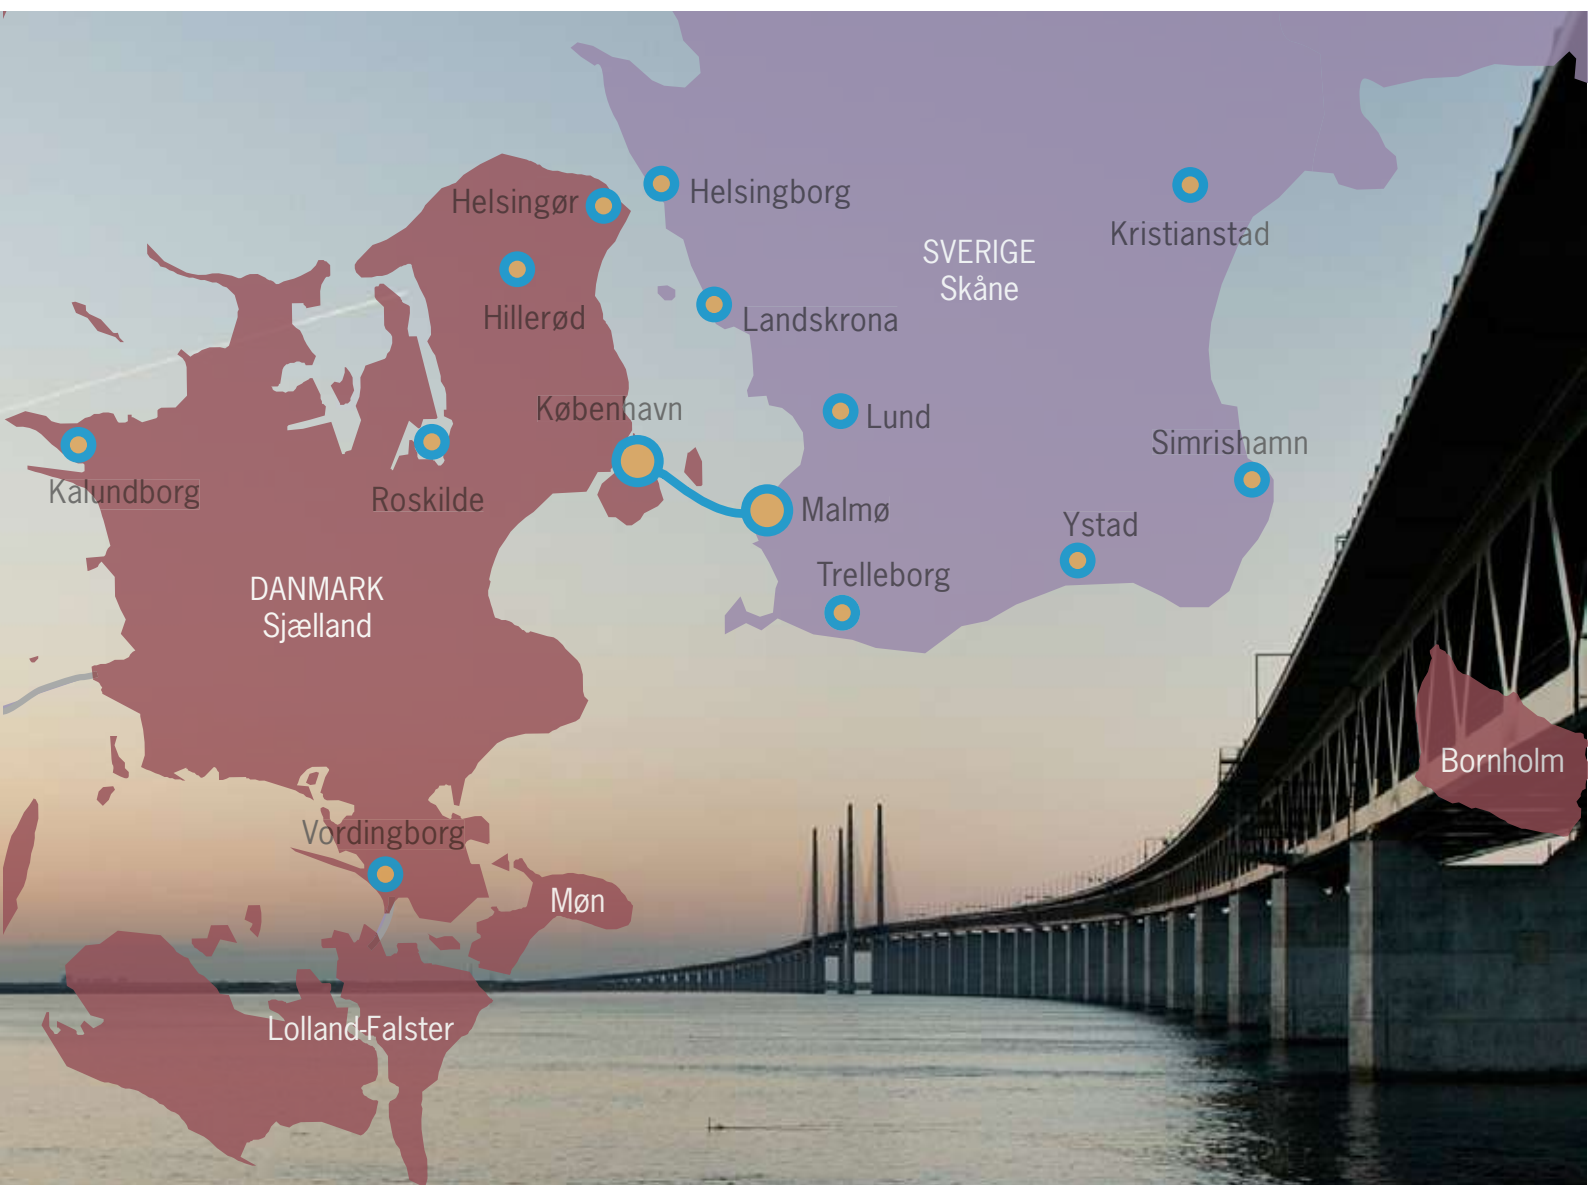 Helsingør
Helsingborg
Kristianstad
SVERIGE
Skåne
Hillerød
Landskrona
København
Lund
Simrishamn
Kalundborg
Roskilde
Malmø
Ystad
Trelleborg
DANMARK
Sjælland
Bornholm
Vordingborg
Møn
Lolland-Falster